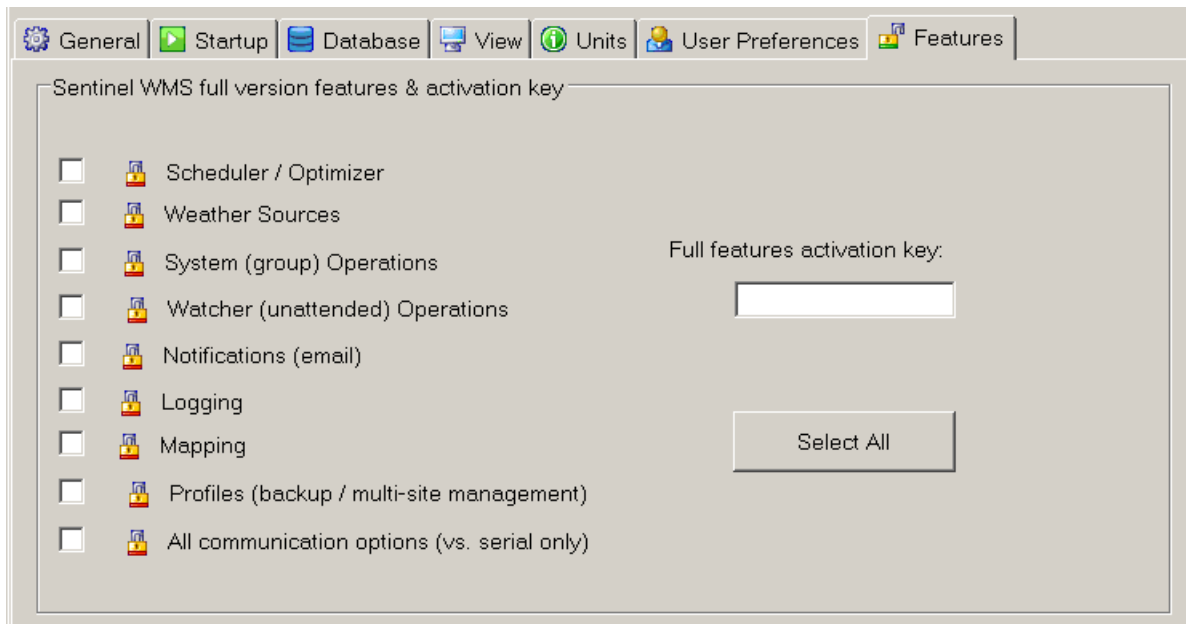 General Startup Database View Units User Preferences Features
Sentinel WMS full version features & activation key
Scheduler / Optimizer
Weather Sources
System (group) Operations
Watcher (unattended) Operations
Notifications (email)
Logging
Mapping
Profiles (backup / multi-site management)
All communication options (vs. serial only)
Full features activation key:
Select All